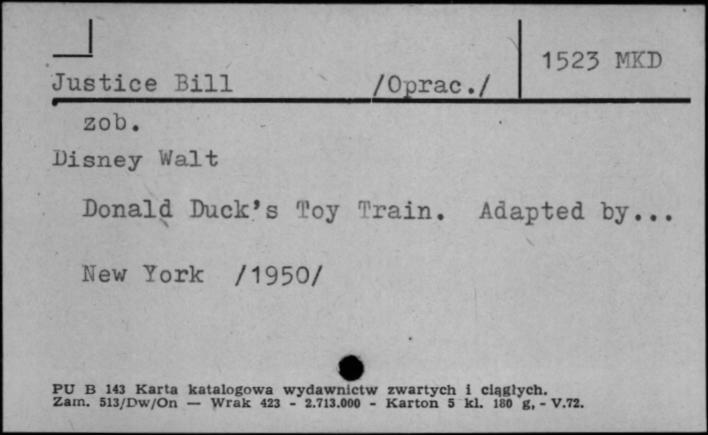 1523 MKD
Justice Bill /Oprac./
zob.
Disney Walt
Donald Duck's Toy Train. Adapted by...
New York /1950/
PU B 143 Karta katalogowa wydawnictw zwartych i ciągłych.
Zam. 513/Dw/On — Wrak 423 - 2.713.000 - Karton 5 kl. 180 g, - V.72.